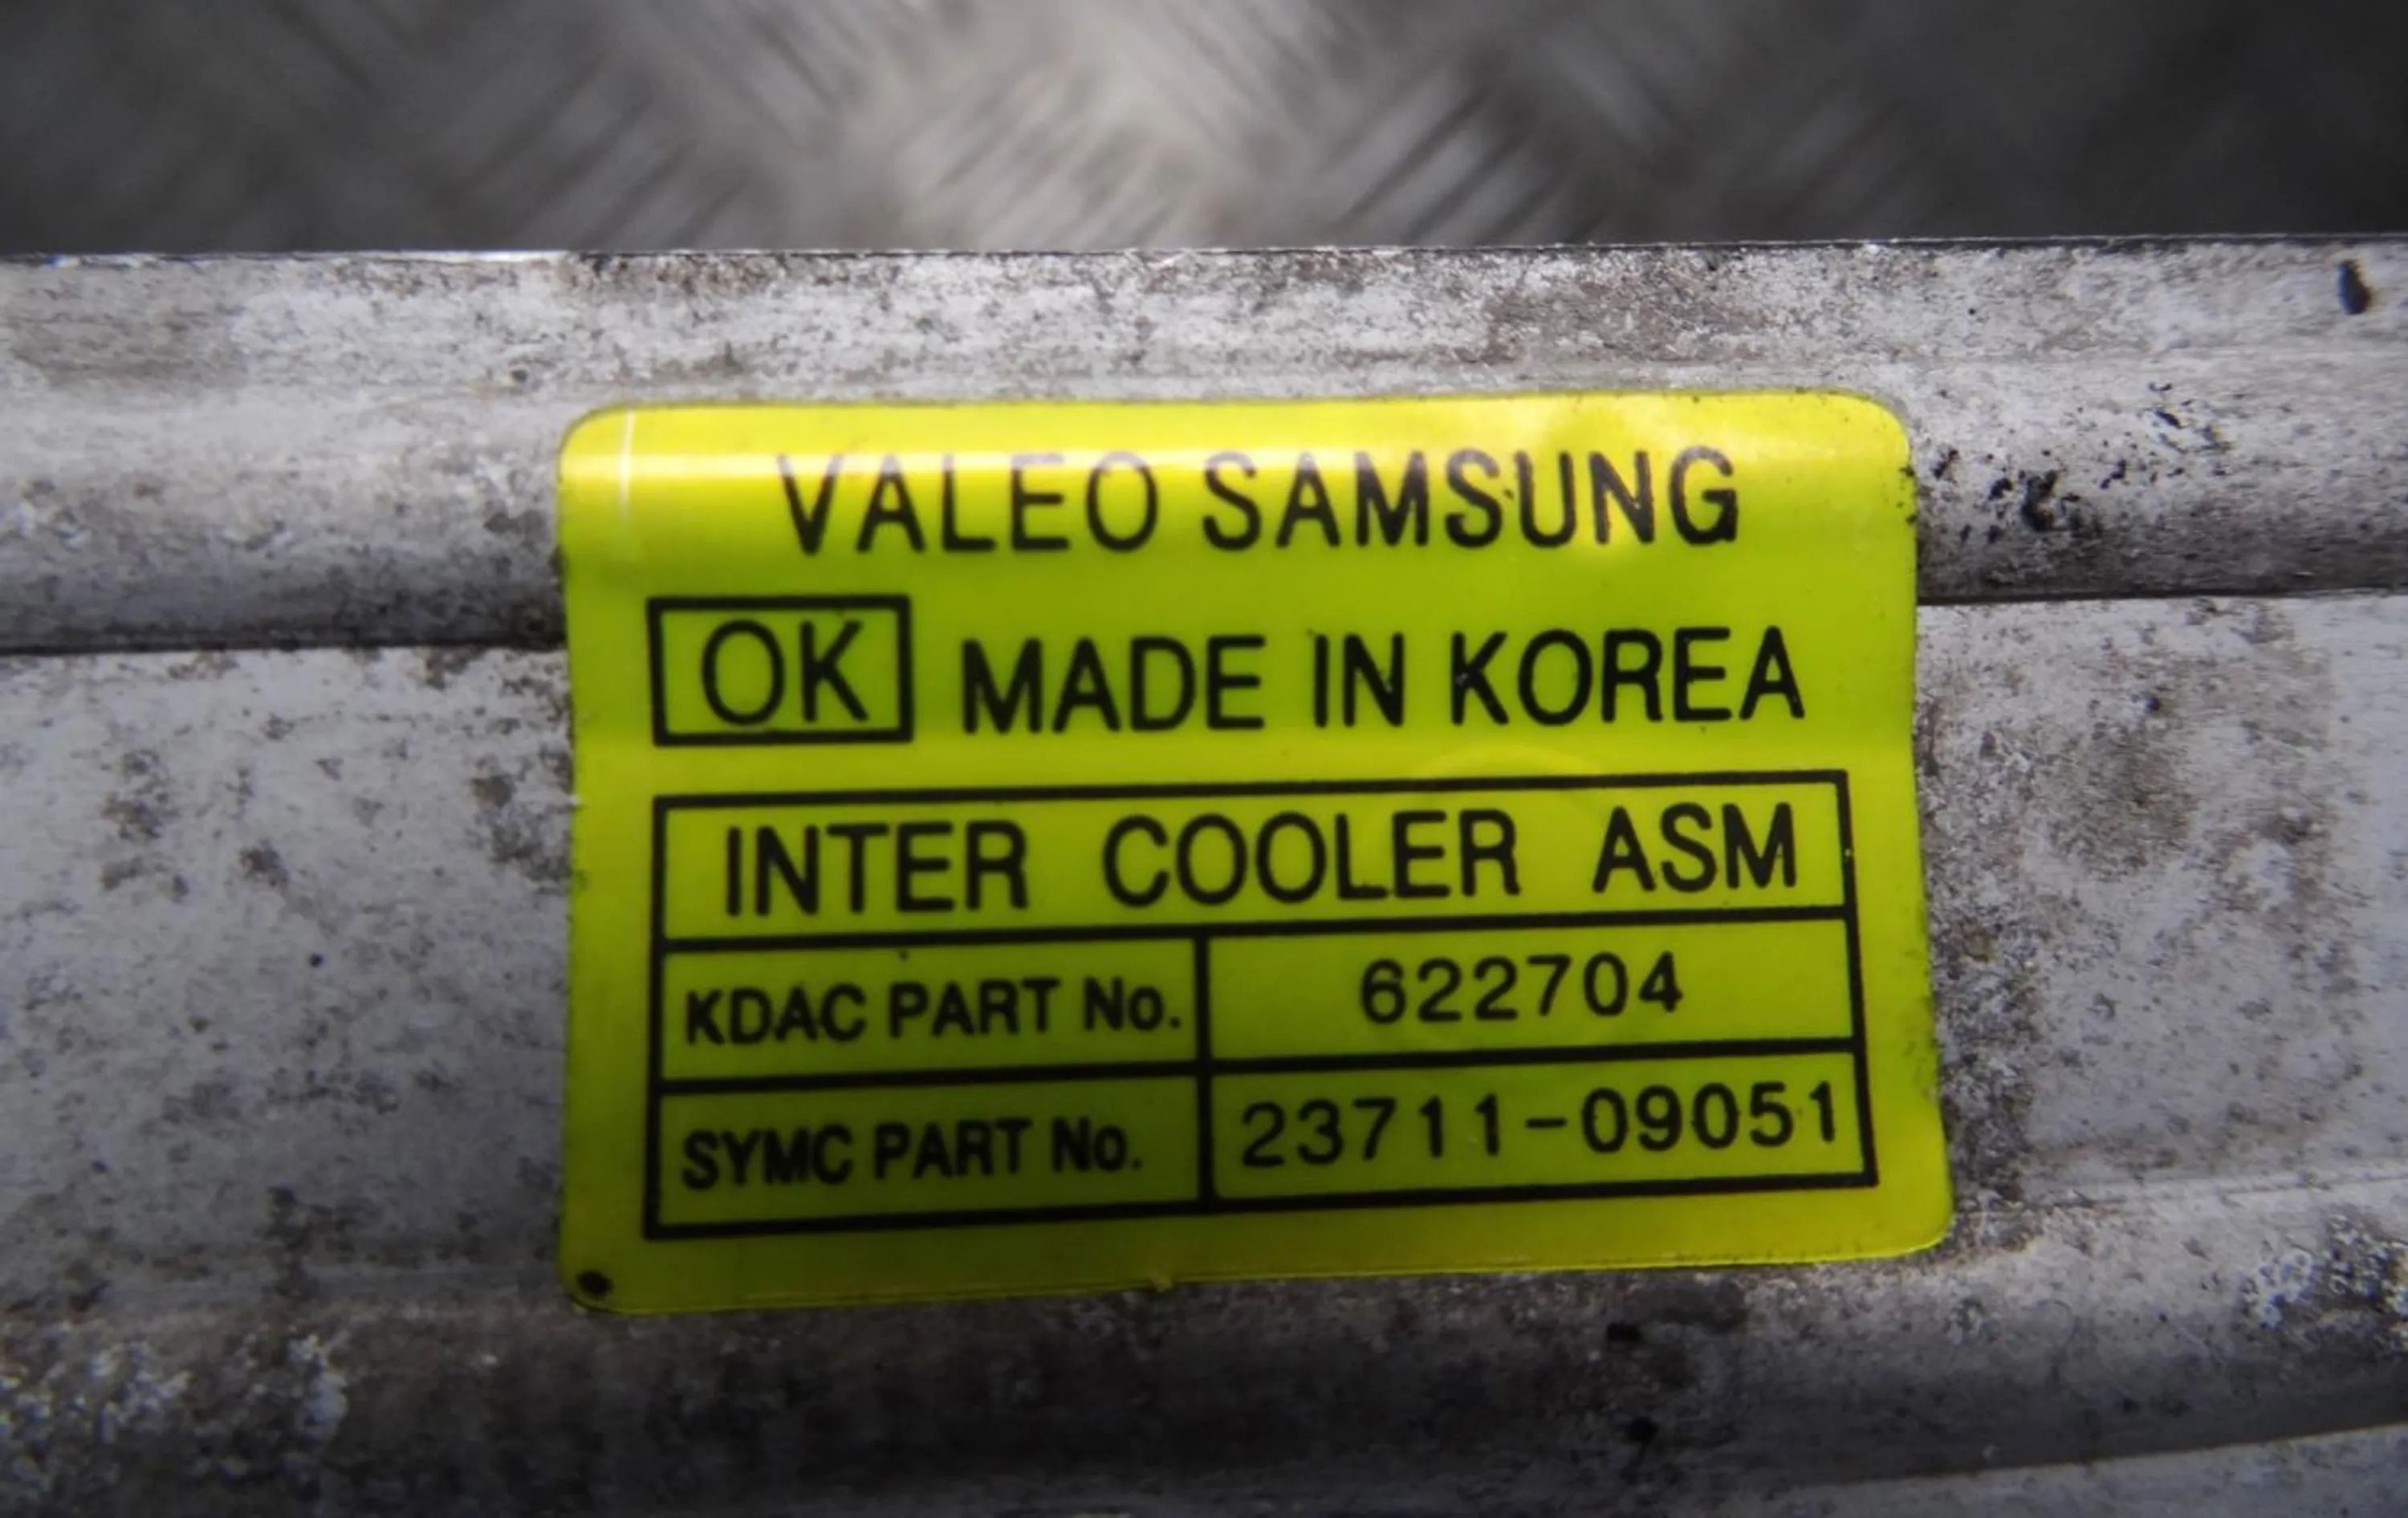 VALEO SAMSUNG
OK MADE IN KOREA
INTER COOLER ASM
KDAC PART No. 622704
SYMC PART No. 23711-09051